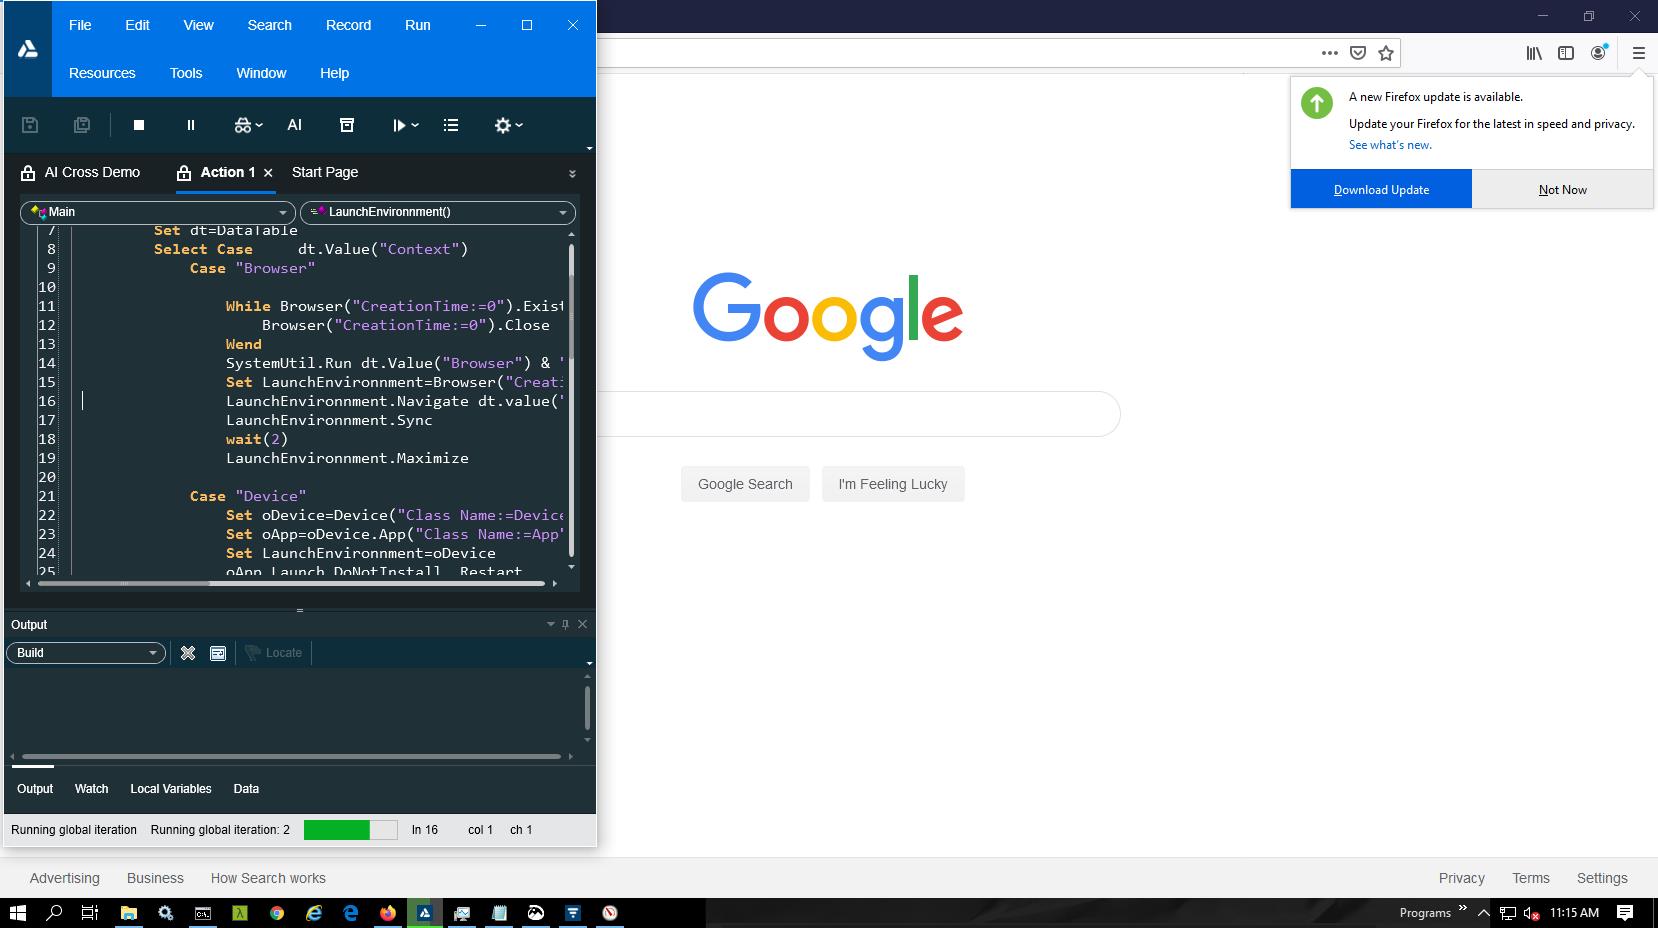 File Edit View Search Record Run
Resources Tools Window Help
AI
AI Cross Demo Action 1 Start Page
Main LaunchEnvironnment()
7 Set dt=DataTable
8 Select Case dt.Value("Context")
9 Case "Browser"
10
11 While Browser("CreationTime:=0").Exist
12 Browser("CreationTime:=0").Close
13 Wend
14 SystemUtil.Run dt.Value("Browser") & "
15 Set LaunchEnvironnment=Browser("Creati
16 LaunchEnvironnment.Navigate dt.value("
17 LaunchEnvironnment.Sync
18 wait(2)
19 LaunchEnvironnment.Maximize
20
21 Case "Device"
22 Set oDevice=Device("Class Name:=Device
23 Set oApp=oDevice.App("Class Name:=App"
24 Set LaunchEnvironnment=oDevice
25 oApp.Launch DoNotInstall, Restart
Output
Build Locate
Output Watch Local Variables Data
Running global iteration Running global iteration: 2 ln 16 col 1 ch 1
A new Firefox update is available.
Update your Firefox for the latest in speed and privacy.
See what's new.
Download Update Not Now
Google
Google Search I'm Feeling Lucky
Advertising Business How Search works Privacy Terms Settings
Programs » 11:15 AM